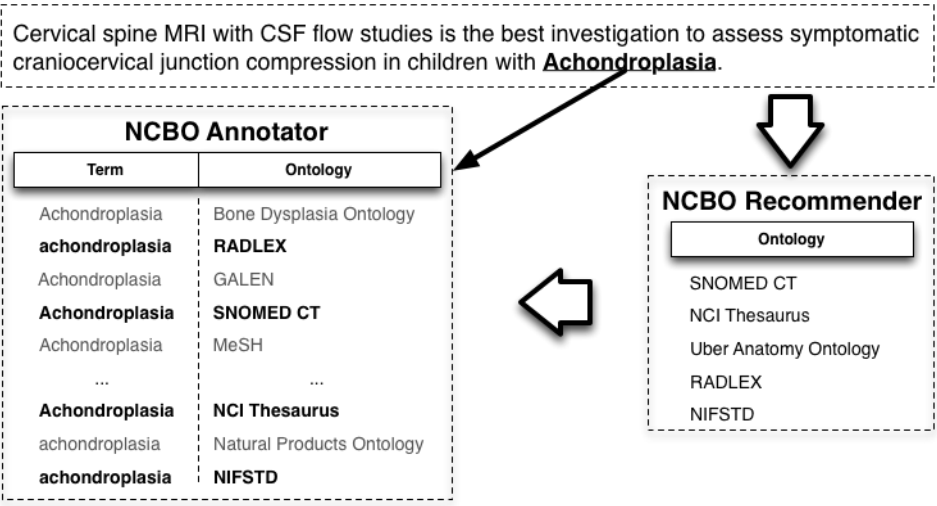 Cervical spine MRI with CSF flow studies is the best investigation to assess symptomatic
craniocervical junction compression in children with Achondroplasia.
NCBO Annotator
Term Ontology
Achondroplasia Bone Dysplasia Ontology
achondroplasia RADLEX
Achondroplasia GALEN
Achondroplasia SNOMED CT
Achondroplasia MeSH
... ...
Achondroplasia NCI Thesaurus
achondroplasia Natural Products Ontology
achondroplasia NIFSTD
NCBO Recommender
Ontology
SNOMED CT
NCI Thesaurus
Uber Anatomy Ontology
RADLEX
NIFSTD